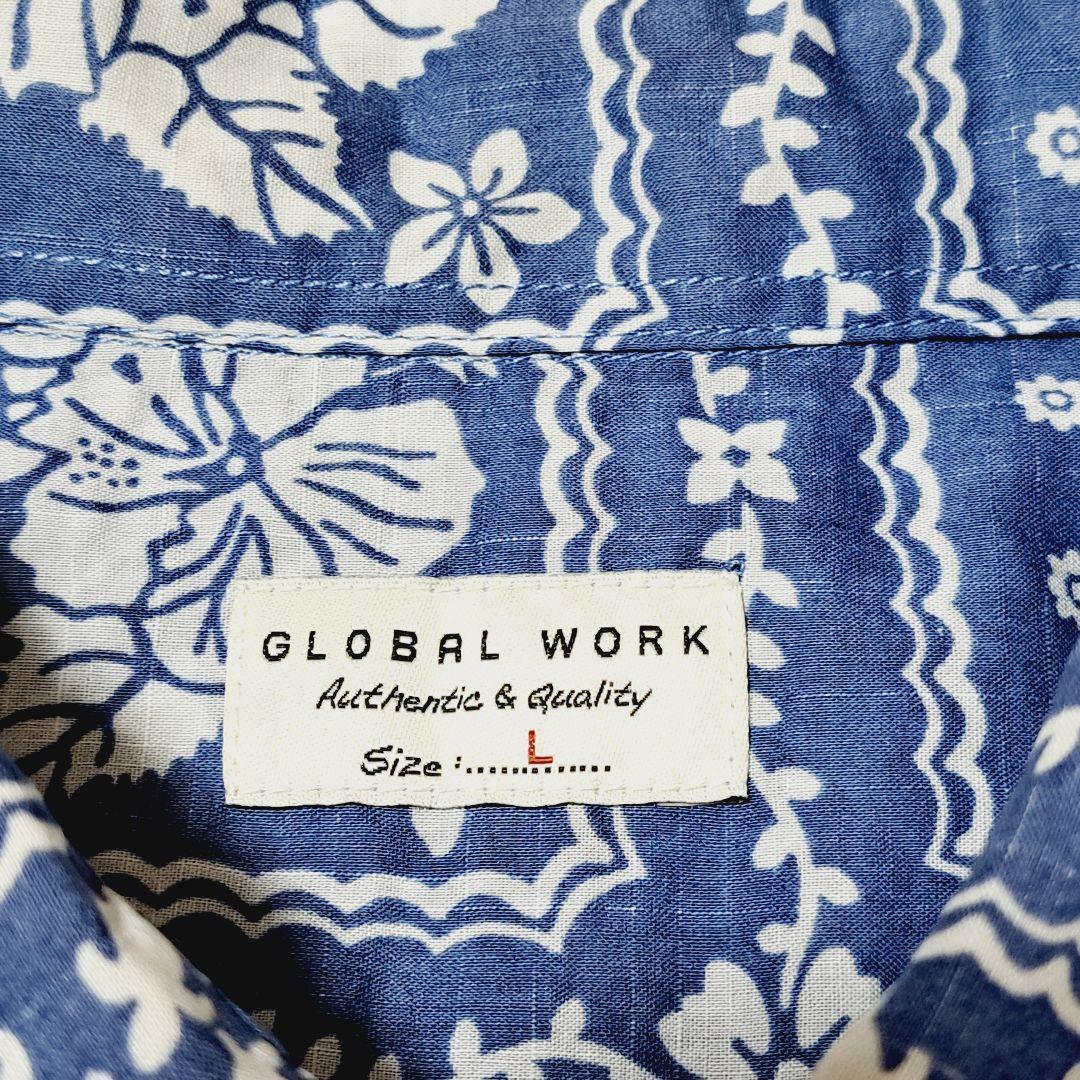 GLOBAL WORK
Authentic & Quality
Size:..............L